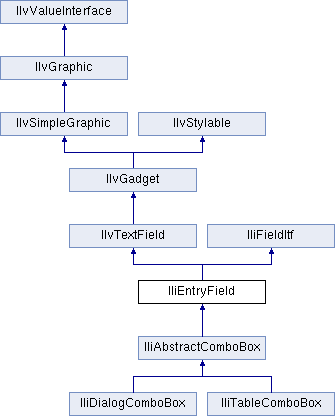 IlvValueInterface
IlvGraphic
IlvSimpleGraphic IlvStylable
IlvGadget
IlvTextField IliFieldItf
IliEntryField
IliAbstractComboBox
IliDialogComboBox IliTableComboBox